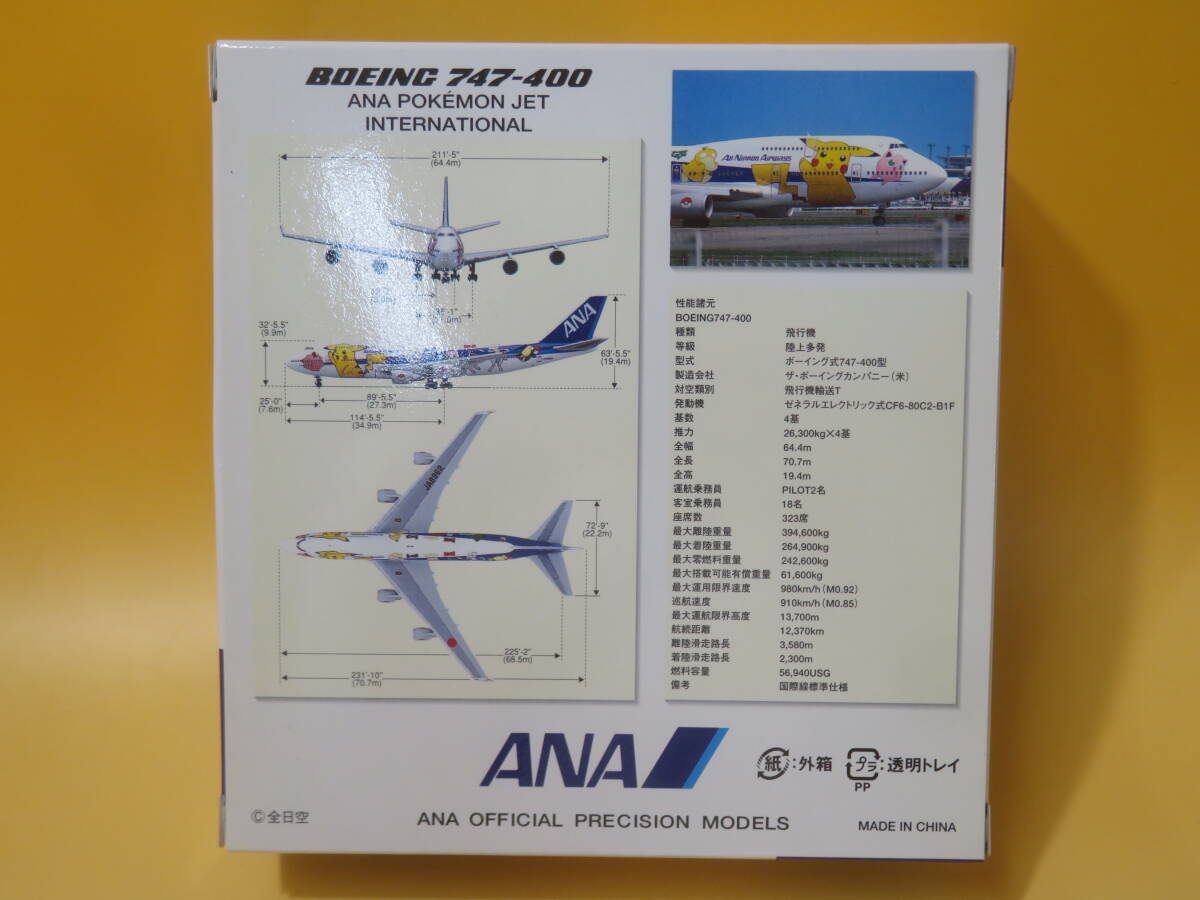 BOEING 747-400
ANA POKÉMON JET
INTERNATIONAL
211'-5"
(64.4m)
32'-5.5"
(9.9m)
ANA
63'-5.5"
(19.4m)
25'-0"
(7.6m)
89'-5.5"
(27.3m)
114'-5.5"
(34.9m)
JA8962
72'-9"
(22.2m)
225'-2"
(68.5m)
231'-10"
(70.7m)
All Nippon Airways
性能諸元
BOEING747-400
種類 飛行機
等級 陸上多発
型式 ボーイング式747-400型
製造会社 ザ・ボーイングカンパニー(米)
対空類別 飛行機輸送T
発動機 ゼネラルエレクトリック式CF6-80C2-B1F
基数 4基
推力 26,300kg×4基
全幅 64.4m
全長 70.7m
全高 19.4m
運航乗務員 PILOT2名
客室乗務員 18名
座席数 323席
最大離陸重量 394,600kg
最大着陸重量 264,900kg
最大零燃料重量 242,600kg
最大搭載可能有償重量 61,600kg
最大運用限界速度 980km/h(M0.92)
巡航速度 910km/h(M0.85)
最大運航限界高度 13,700m
航続距離 12,370km
離陸滑走路長 3,580m
着陸滑走路長 2,300m
燃料容量 56,940USG
備考 国際線標準仕様
ANA
紙:外箱 プラ:透明トレイ
PP
©全日空
ANA OFFICIAL PRECISION MODELS
MADE IN CHINA